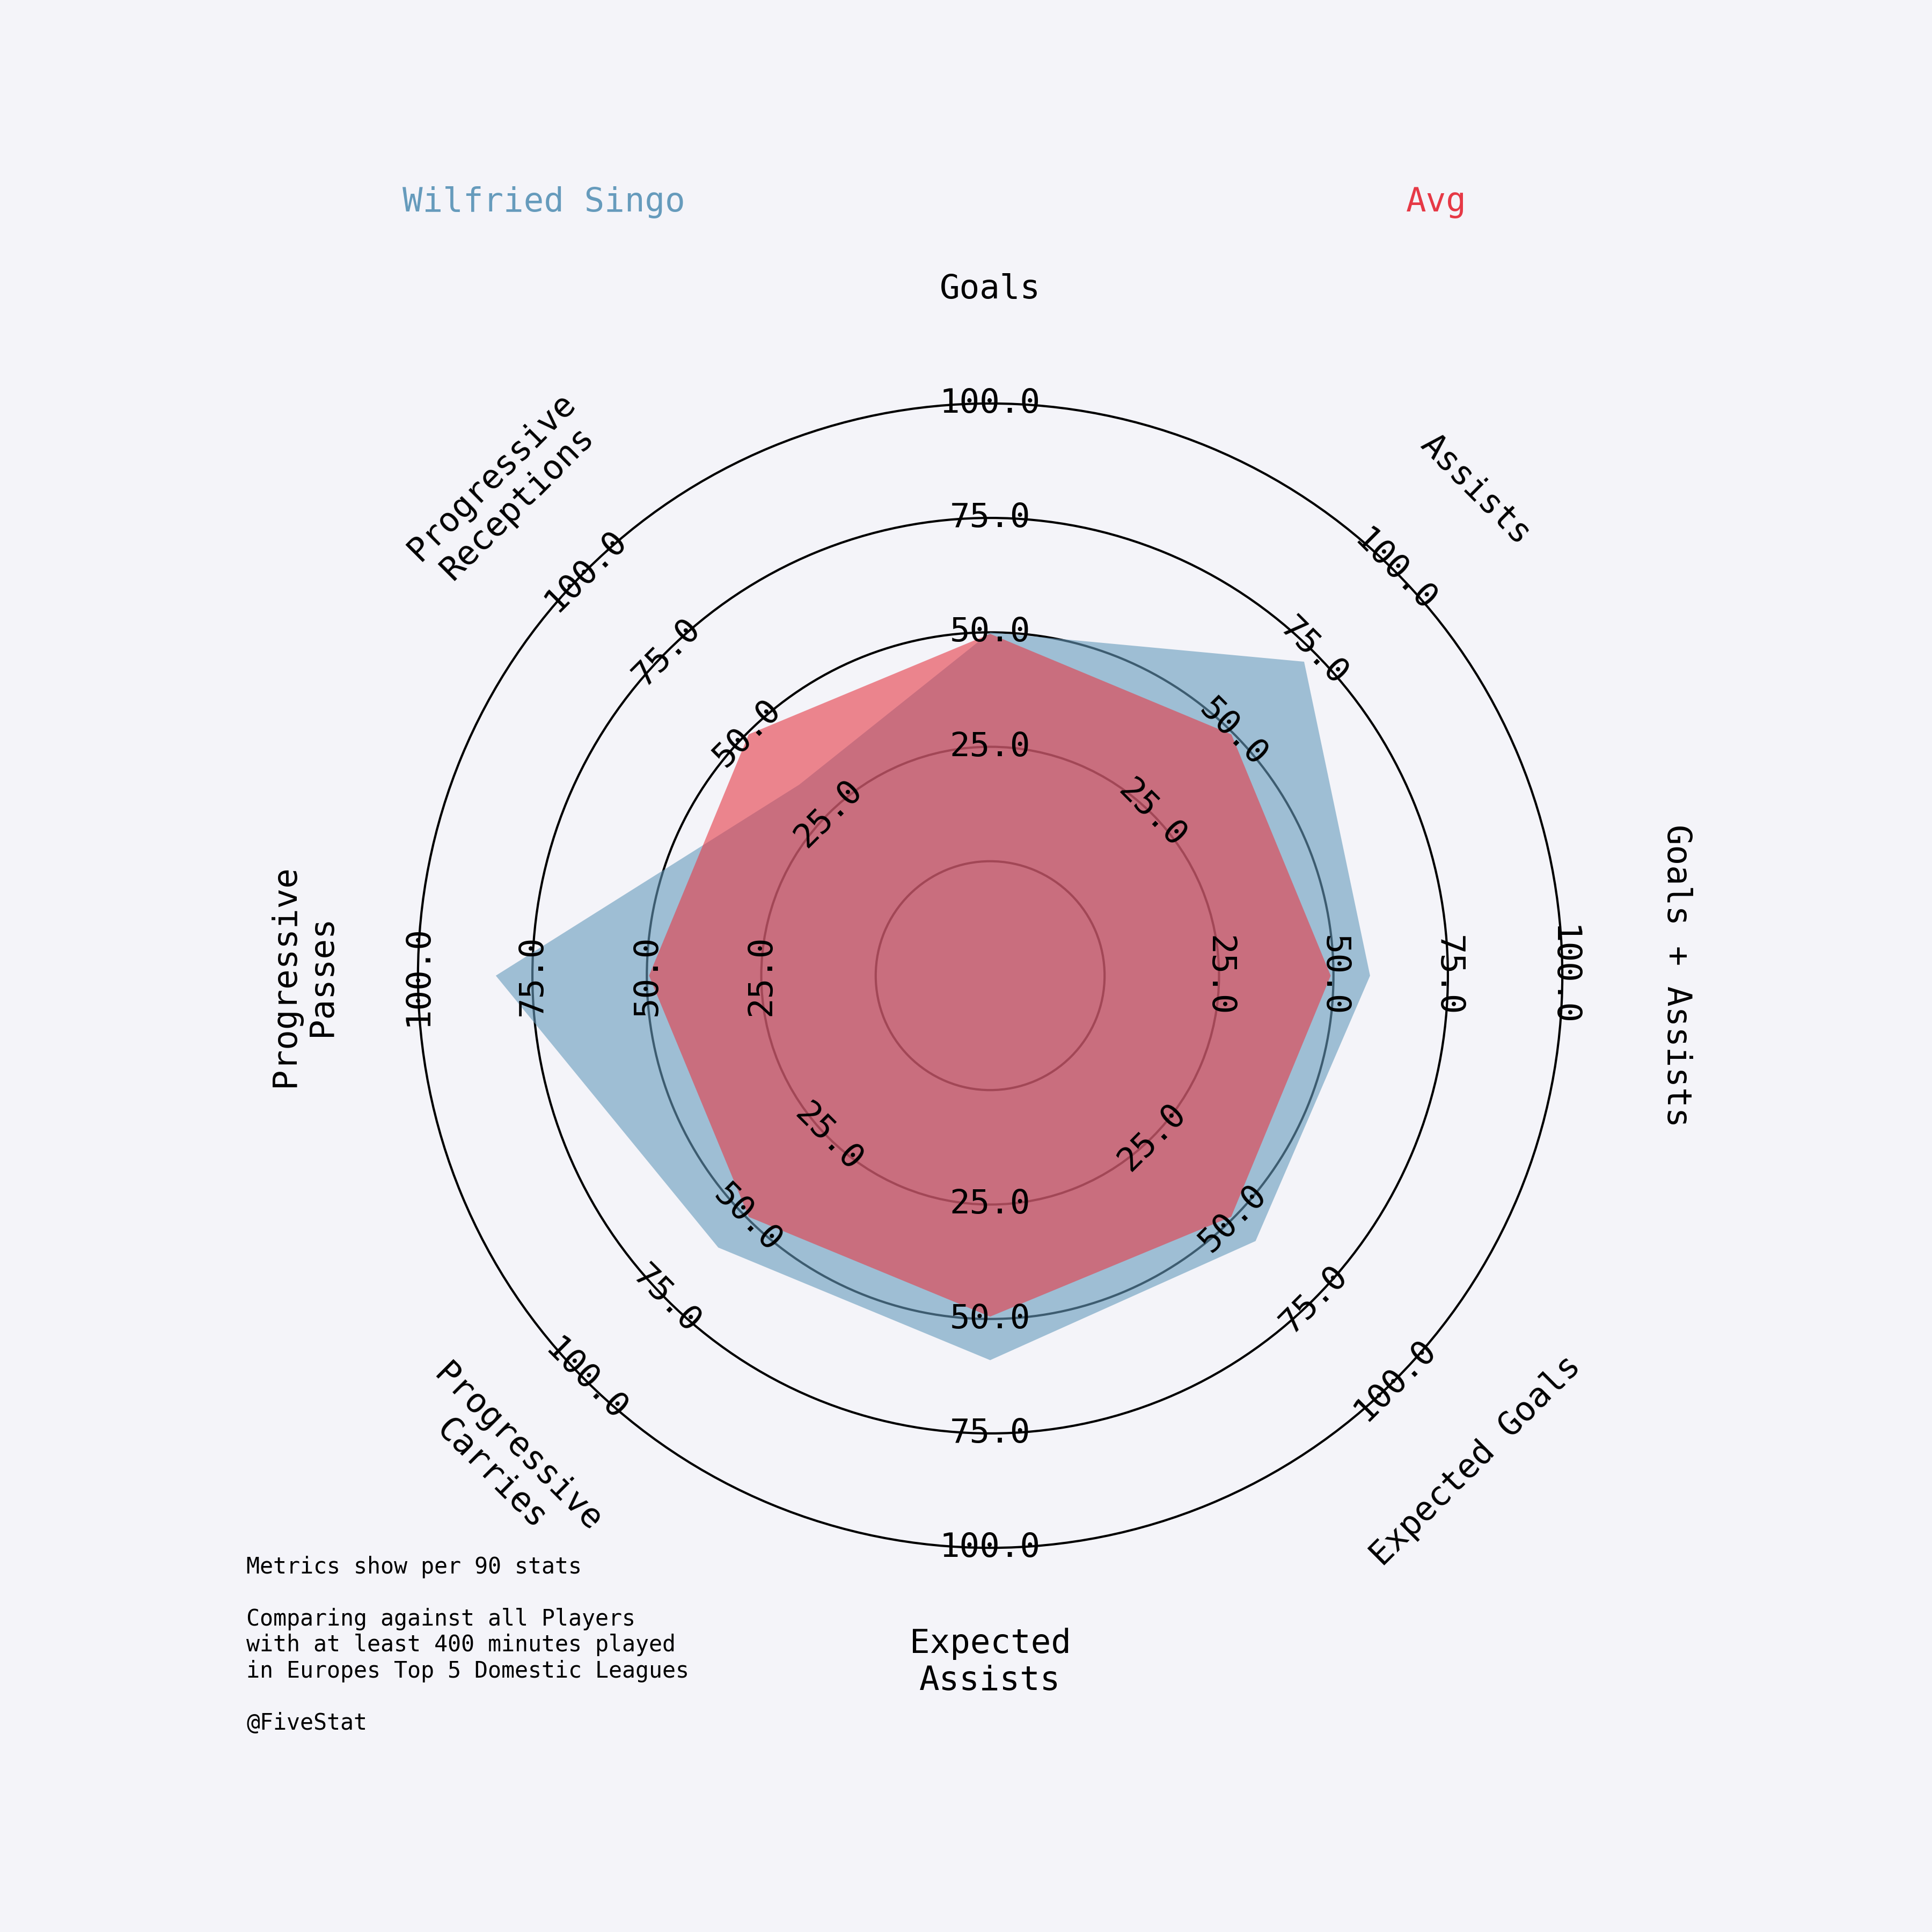 Wilfried Singo
Avg
Goals
Assists
Goals + Assists
Expected Goals
Expected
Assists
Progressive
Carries
Progressive
Passes
Progressive
Receptions
25.0
50.0
75.0
100.0
25.0
50.0
75.0
100.0
25.0
50.0
75.0
100.0
25.0
50.0
75.0
100.0
25.0
50.0
75.0
100.0
25.0
50.0
75.0
100.0
25.0
50.0
75.0
100.0
25.0
50.0
75.0
100.0
Metrics show per 90 stats
Comparing against all Players
with at least 400 minutes played
in Europes Top 5 Domestic Leagues
@FiveStat